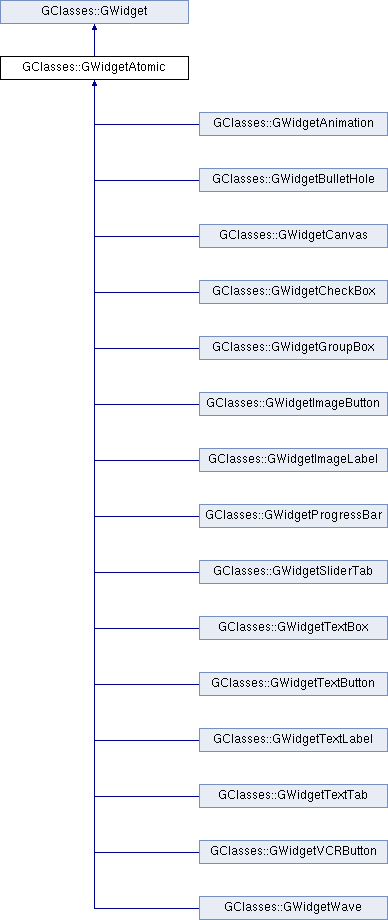 GClasses::GWidget
GClasses::GWidgetAtomic
GClasses::GWidgetAnimation
GClasses::GWidgetBulletHole
GClasses::GWidgetCanvas
GClasses::GWidgetCheckBox
GClasses::GWidgetGroupBox
GClasses::GWidgetImageButton
GClasses::GWidgetImageLabel
GClasses::GWidgetProgressBar
GClasses::GWidgetSliderTab
GClasses::GWidgetTextBox
GClasses::GWidgetTextButton
GClasses::GWidgetTextLabel
GClasses::GWidgetTextTab
GClasses::GWidgetVCRButton
GClasses::GWidgetWave